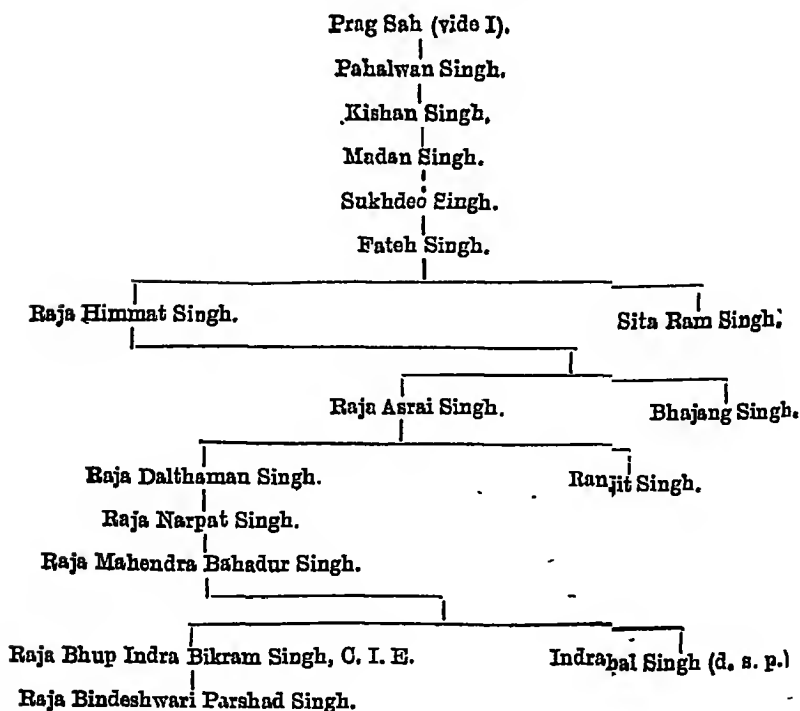 Prag Sah (vide I).
Pahalwan Singh.
Kishan Singh.
Madan Singh.
Sukhdeo Singh.
Fateh Singh.
Raja Himmat Singh. Sita Ram Singh.
Raja Asrai Singh. Bhajang Singh.
Raja Dalthaman Singh. Ranjit Singh.
Raja Narpat Singh.
Raja Mahendra Bahadur Singh.
Raja Bhup Indra Bikram Singh, C. I. E. Indrabal Singh (d. s. p.)
Raja Bindeshwari Parshad Singh.